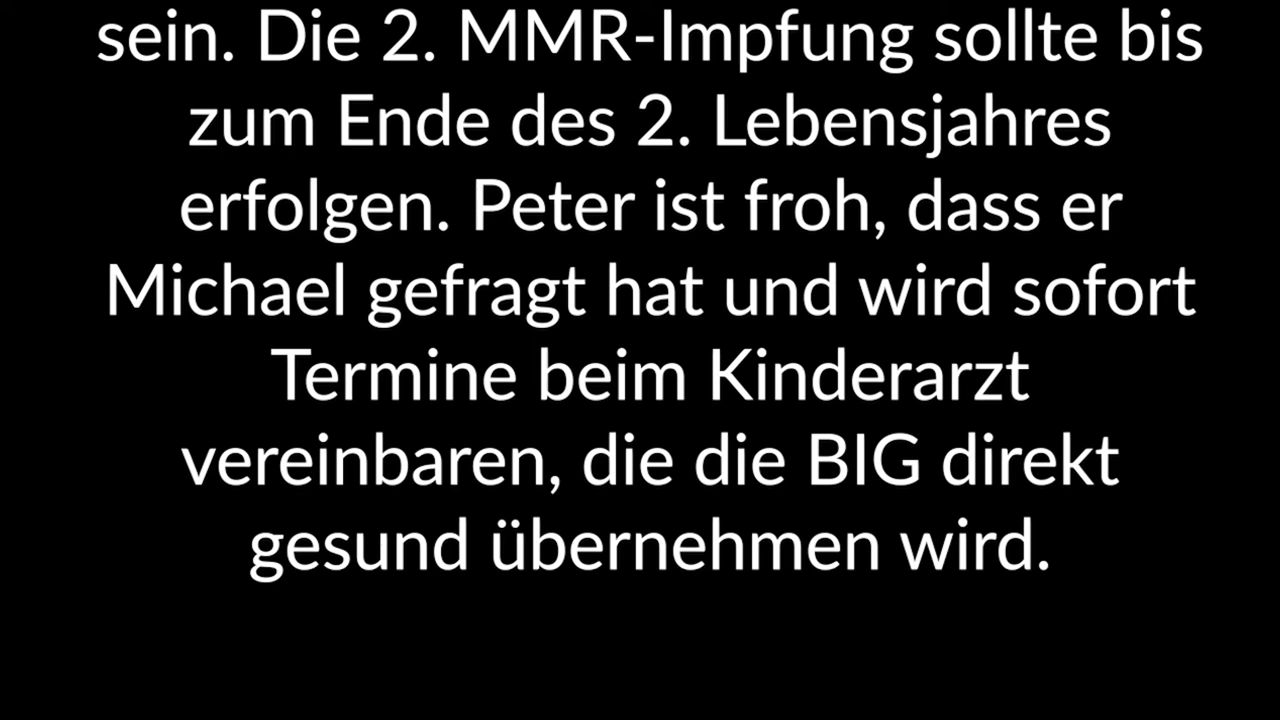 sein. Die 2. MMR-Impfung sollte bis
zum Ende des 2. Lebensjahres
erfolgen. Peter ist froh, dass er
Michael gefragt hat und wird sofort
Termine beim Kinderarzt
vereinbaren, die die BIG direkt
gesund übernehmen wird.